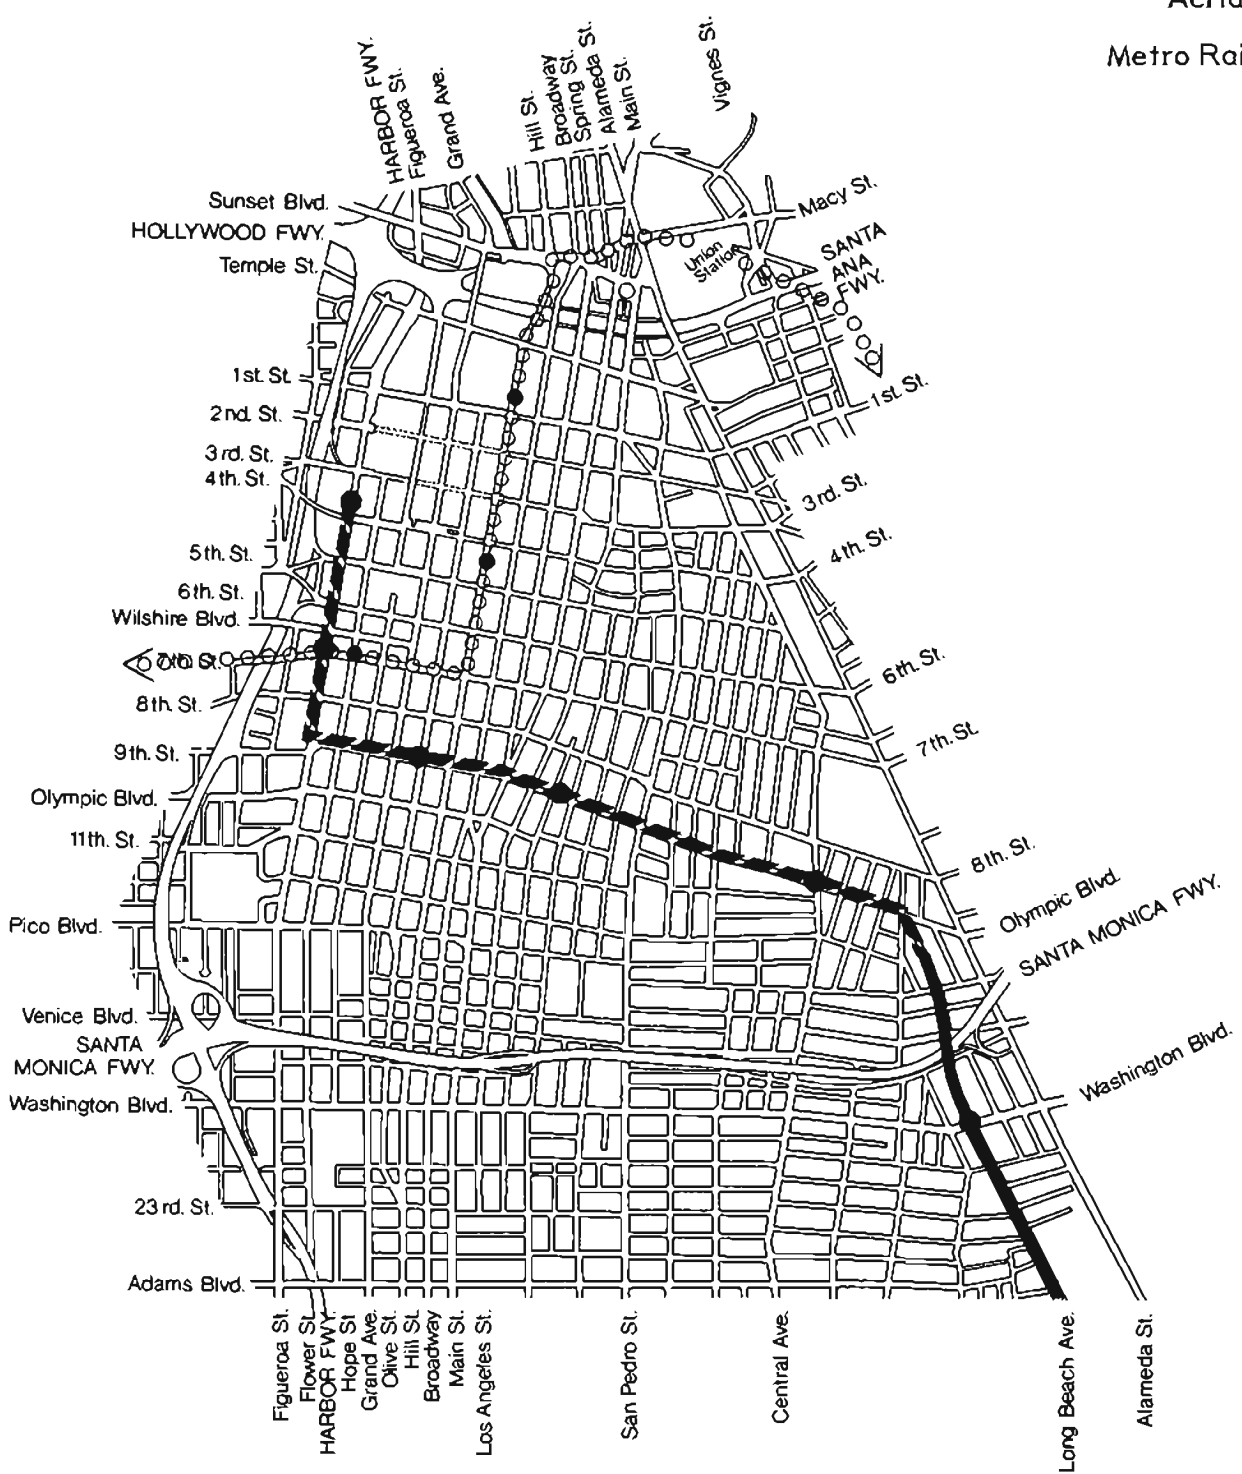 Metro Rai
HARBOR FWY.
Figueroa St.
Grand Ave.
Hill St.
Broadway
Spring St.
Alameda St.
Main St.
Vignes St.
Sunset Blvd.
HOLLYWOOD FWY.
Temple St.
Macy St.
Union
Station
SANTA
ANA
FWY.
1st. St.
2nd. St.
3rd. St.
4th. St.
5th. St.
6th. St.
Wilshire Blvd.
7th. St.
8th. St.
9th. St.
Olympic Blvd.
11th. St.
Pico Blvd.
Venice Blvd.
SANTA
MONICA FWY.
Washington Blvd.
23rd. St.
Adams Blvd.
1st. St.
3rd. St.
4th. St.
6th. St.
7th. St.
8th. St.
Olympic Blvd.
SANTA MONICA FWY.
Washington Blvd.
Figueroa St.
Flower St.
HARBOR FWY.
Hope St
Grand Ave.
Olive St.
Hill St.
Broadway
Main St.
Los Angeles St.
San Pedro St.
Central Ave.
Long Beach Ave.
Alameda St.